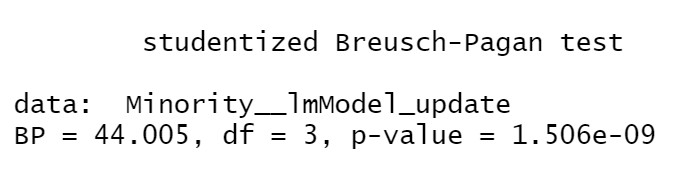 studentized Breusch-Pagan test
data: Minority__lmModel_update
BP = 44.005, df = 3, p-value = 1.506e-09